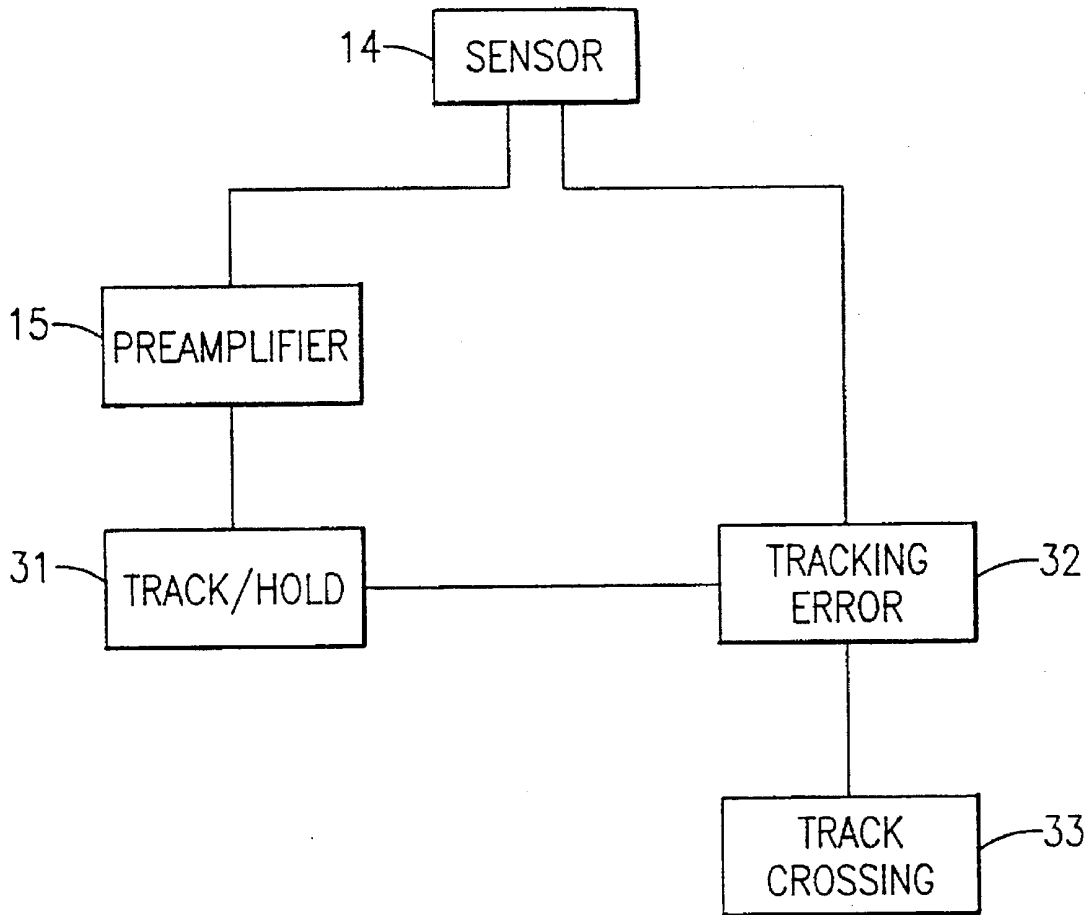 14
SENSOR
15
PREAMPLIFIER
31
TRACK/HOLD
TRACKING
ERROR
32
TRACK
CROSSING
33